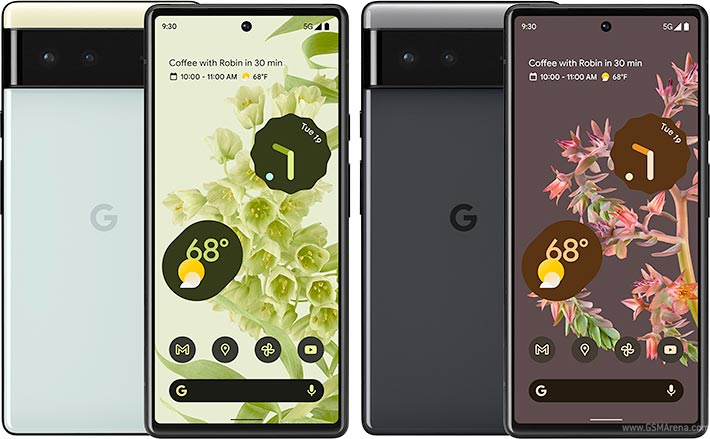 9:30
5G
Coffee with Robin in 30 min
10:00 - 11:00 AM 68°F
Tue 19
68°
G
G
9:30
5G
Coffee with Robin in 30 min
10:00 - 11:00 AM 68°F
Tue 19
68°
G
G
www.GSMArena.com